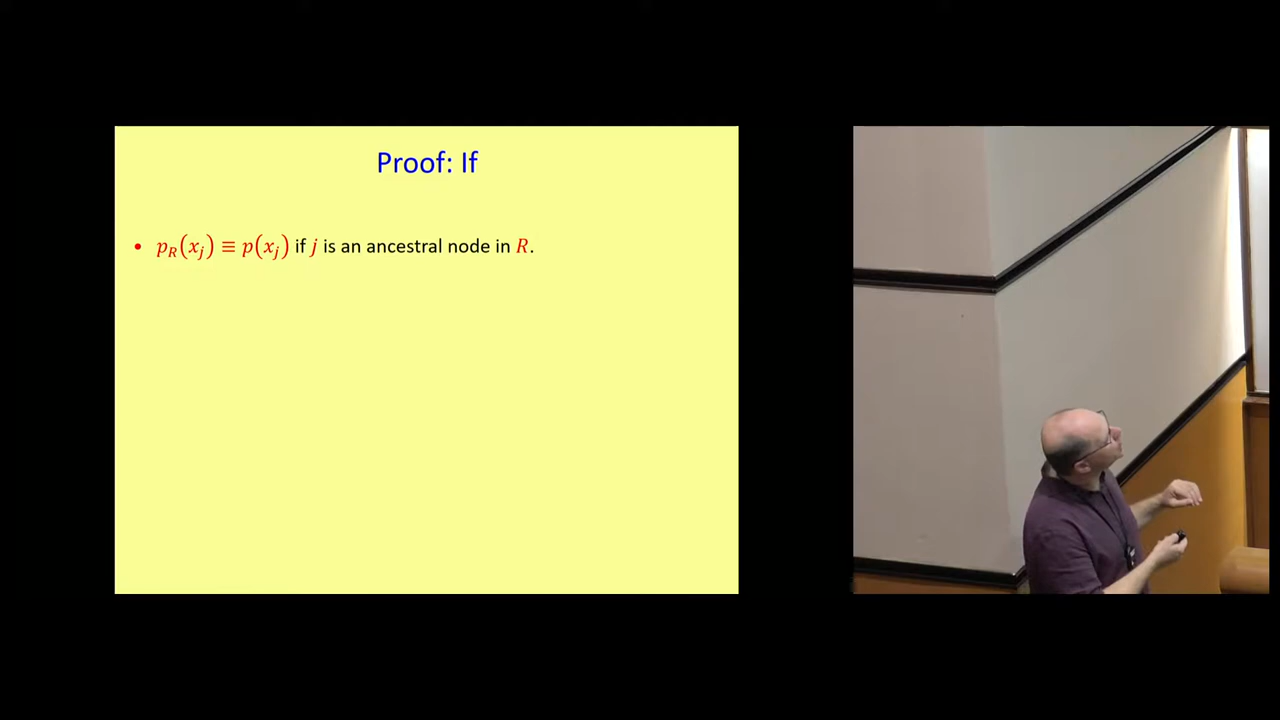 Proof: If
• p_R(x_j) ≡ p(x_j) if j is an ancestral node in R.